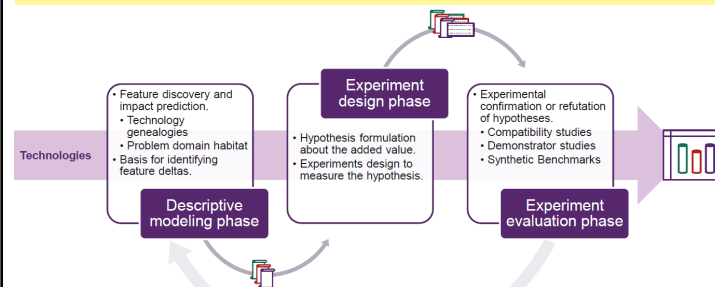 Technologies
• Feature discovery and
impact prediction.
• Technology
genealogies
• Problem domain habitat
• Basis for identifying
feature deltas.
Descriptive
modeling phase
Experiment
design phase
• Hypothesis formulation
about the added value.
• Experiments design to
measure the hypothesis.
• Experimental
confirmation or refutation
of hypotheses.
• Compatibility studies
• Demonstrator studies
• Synthetic Benchmarks
Experiment
evaluation phase